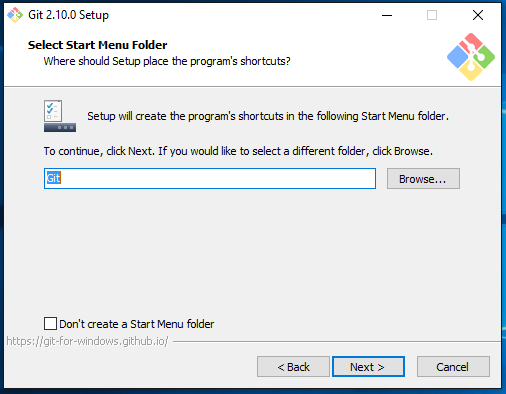 Git 2.10.0 Setup
Select Start Menu Folder
Where should Setup place the program's shortcuts?
Setup will create the program's shortcuts in the following Start Menu folder.
To continue, click Next. If you would like to select a different folder, click Browse.
Git
Browse...
Don't create a Start Menu folder
https://git-for-windows.github.io/
< Back
Next >
Cancel